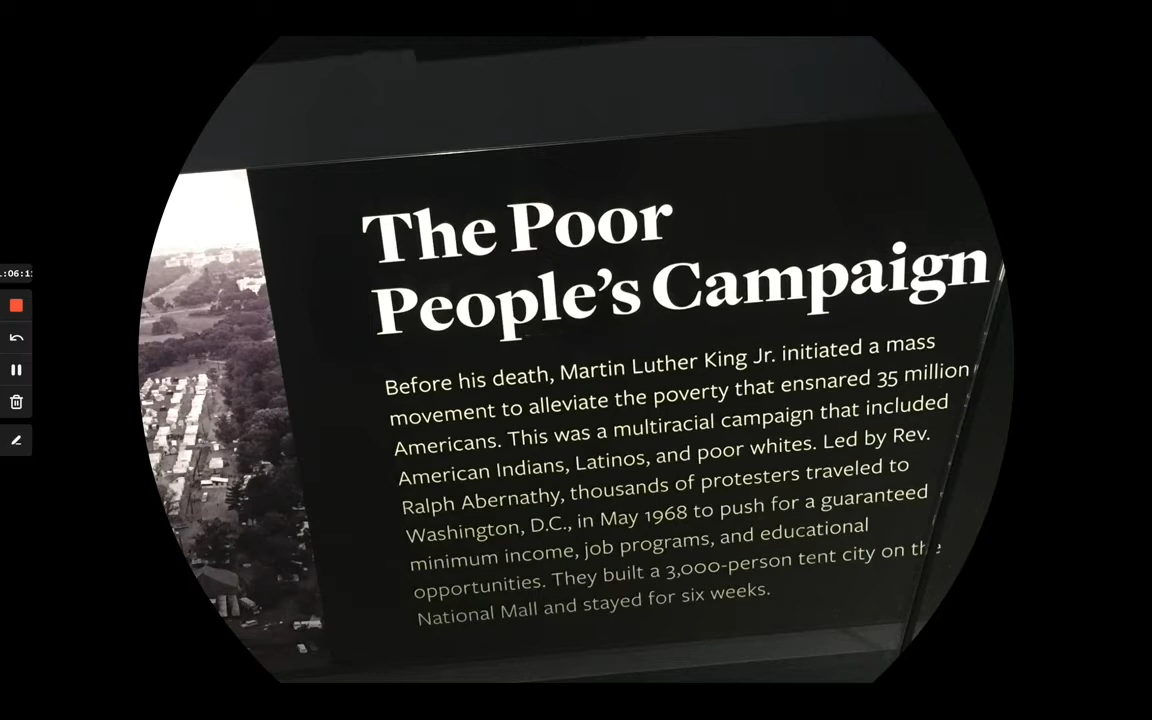 The Poor
People's Campaign
Before his death, Martin Luther King Jr. initiated a mass
movement to alleviate the poverty that ensnared 35 million
Americans. This was a multiracial campaign that included
American Indians, Latinos, and poor whites. Led by Rev.
Ralph Abernathy, thousands of protesters traveled to
Washington, D.C., in May 1968 to push for a guaranteed
minimum income, job programs, and educational
opportunities. They built a 3,000-person tent city on the
National Mall and stayed for six weeks.